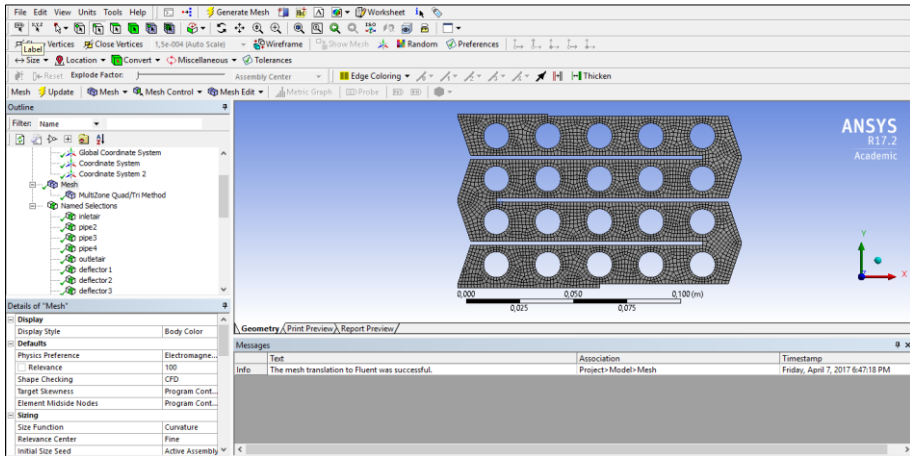 File Edit View Units Tools Help Generate Mesh Worksheet
Show Vertices Close Vertices 1,5e-004 (Auto Scale) Wireframe Show Mesh Random Preferences
Label
Size Location Convert Miscellaneous Tolerances
Reset Explode Factor: Assembly Center Edge Coloring Thicken
Mesh Update Mesh Mesh Control Mesh Edit Metric Graph Probe
Outline
Filter: Name
Global Coordinate System
Coordinate System
Coordinate System 2
Mesh
MultiZone Quad/Tri Method
Named Selections
inletair
pipe2
pipe3
pipe4
outletair
deflector1
deflector2
deflector3
Details of "Mesh"
Display
Display Style Body Color
Defaults
Physics Preference Electromagne...
Relevance 100
Shape Checking CFD
Target Skewness Program Cont...
Element Midside Nodes Program Cont...
Sizing
Size Function Curvature
Relevance Center Fine
Initial Size Seed Active Assembly
ANSYS
R17.2
Academic
Y
X
0,000 0,050 0,100 (m)
0,025 0,075
Geometry Print Preview Report Preview
Messages
Text Association Timestamp
Info The mesh translation to Fluent was successful. Project>Model>Mesh Friday, April 7, 2017 6:47:18 PM